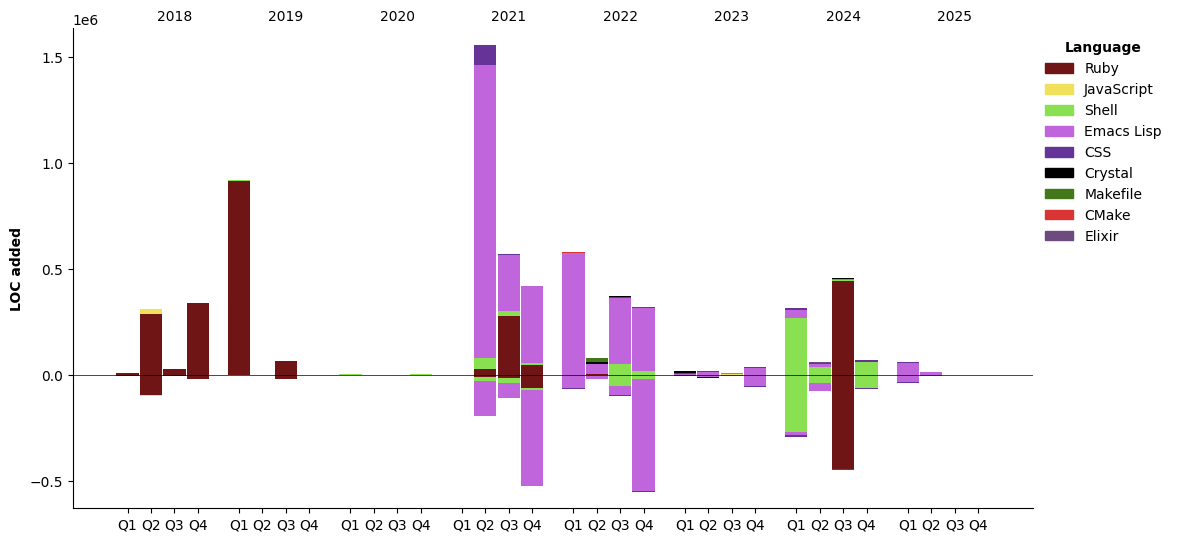 1e6
2018 2019 2020 2021 2022 2023 2024 2025
1.5
1.0
0.5
0.0
−0.5
LOC added
Q1 Q2 Q3 Q4 Q1 Q2 Q3 Q4 Q1 Q2 Q3 Q4 Q1 Q2 Q3 Q4 Q1 Q2 Q3 Q4 Q1 Q2 Q3 Q4 Q1 Q2 Q3 Q4 Q1 Q2 Q3 Q4
Language
Ruby
JavaScript
Shell
Emacs Lisp
CSS
Crystal
Makefile
CMake
Elixir